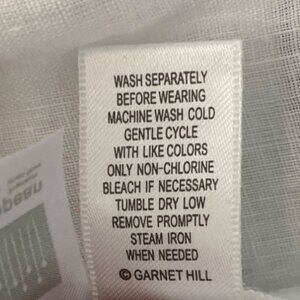 WASH SEPARATELY
BEFORE WEARING
MACHINE WASH COLD
GENTLE CYCLE
WITH LIKE COLORS
ONLY NON-CHLORINE
BLEACH IF NECESSARY
TUMBLE DRY LOW
REMOVE PROMPTLY
STEAM IRON
WHEN NEEDED
© GARNET HILL